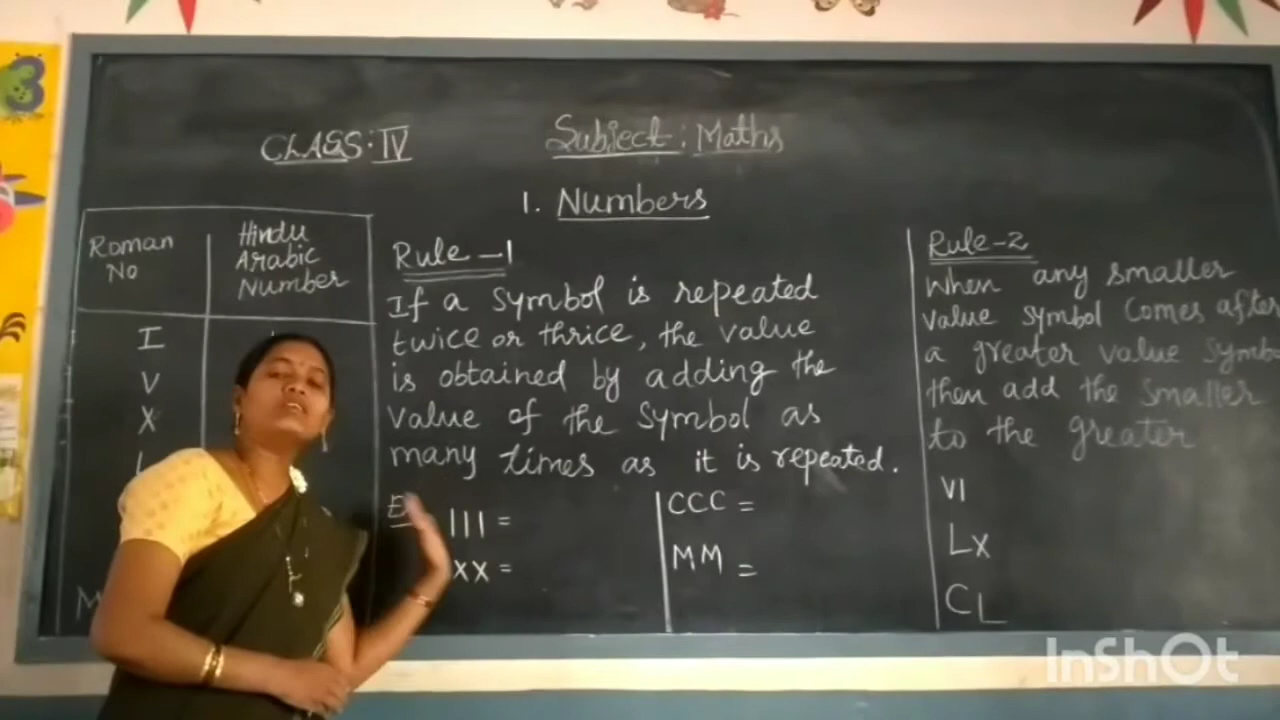 CLASS: IV
Subject: Maths
1. Numbers
Roman No
Hindu Arabic Number
I
V
X
M
Rule-1
If a symbol is repeated
twice or thrice, the value
is obtained by adding the
value of the symbol as
many times as it is repeated.
III =
XX =
CCC =
MM =
Rule-2
When any smaller
value symbol comes after
a greater value symbo
then add the smaller
to the greater
VI
LX
CL
3
InShOt